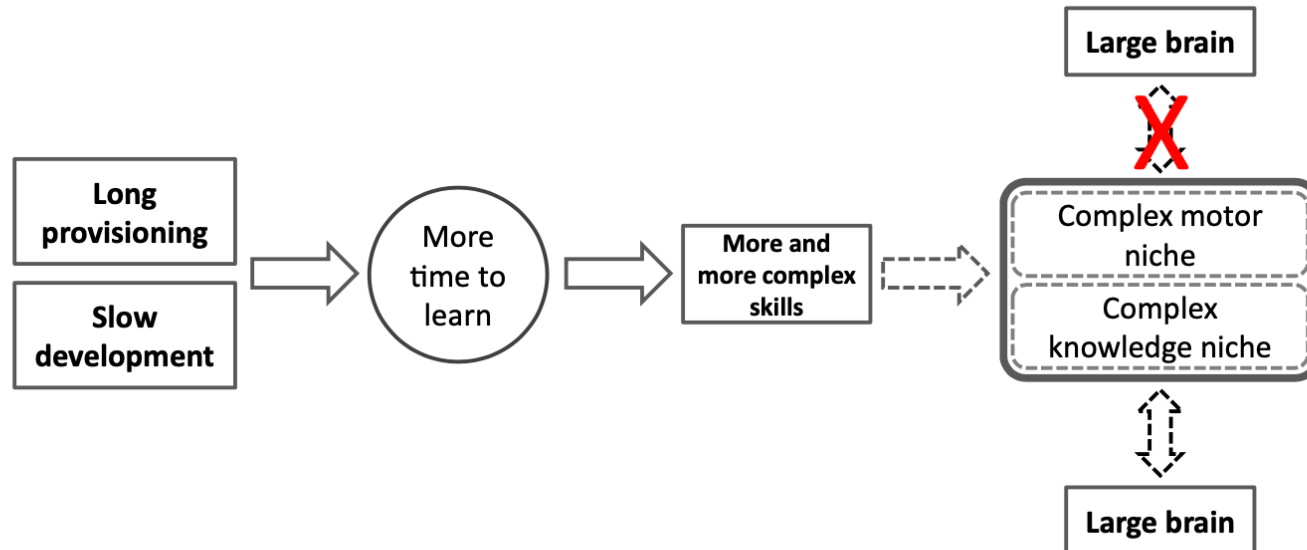 Large brain
X
Long
provisioning
Slow
development
More
time to
learn
More and
more complex
skills
Complex motor
niche
Complex
knowledge niche
Large brain